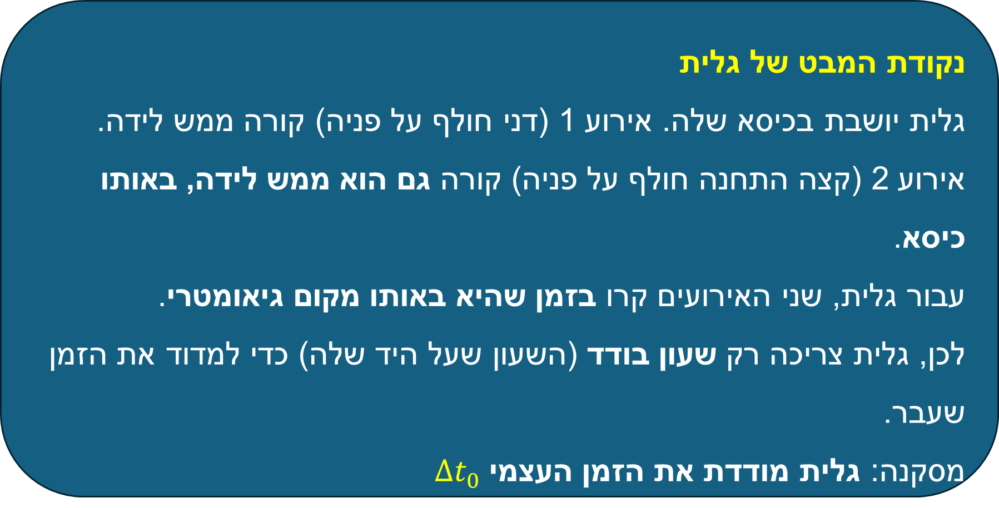 נקודת המבט של גלית
גלית יושבת בכיסא שלה. אירוע 1 (דני חולף על פניה) קורה ממש לידה.
אירוע 2 (קצה התחנה חולף על פניה) קורה גם הוא ממש לידה, באותו
כיסא.
עבור גלית, שני האירועים קרו בזמן שהיא באותו מקום גיאומטרי.
לכן, גלית צריכה רק שעון בודד (השעון שעל היד שלה) כדי למדוד את הזמן
שעבר.
מסקנה: גלית מודדת את הזמן העצמי Δt₀